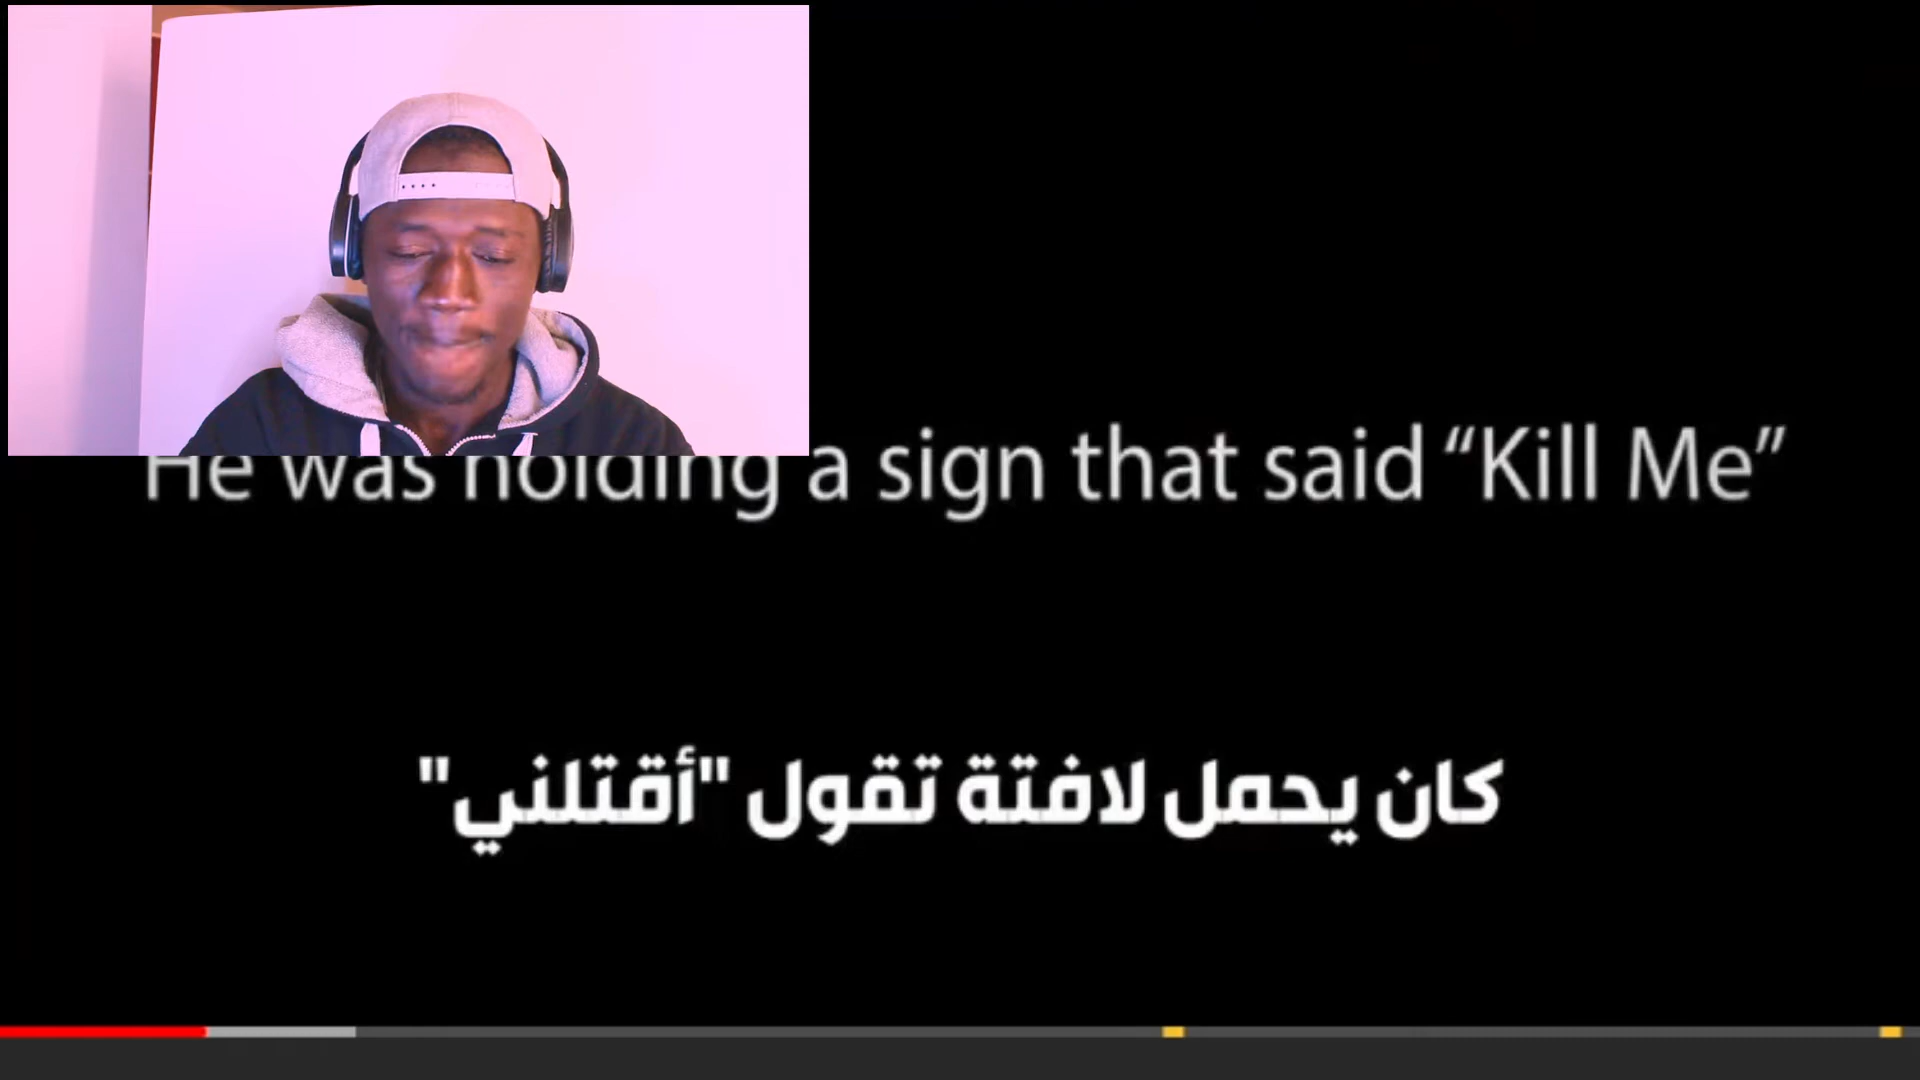 He was holding a sign that said “Kill Me”
كان يحمل لافتة تقول "أقتلني"